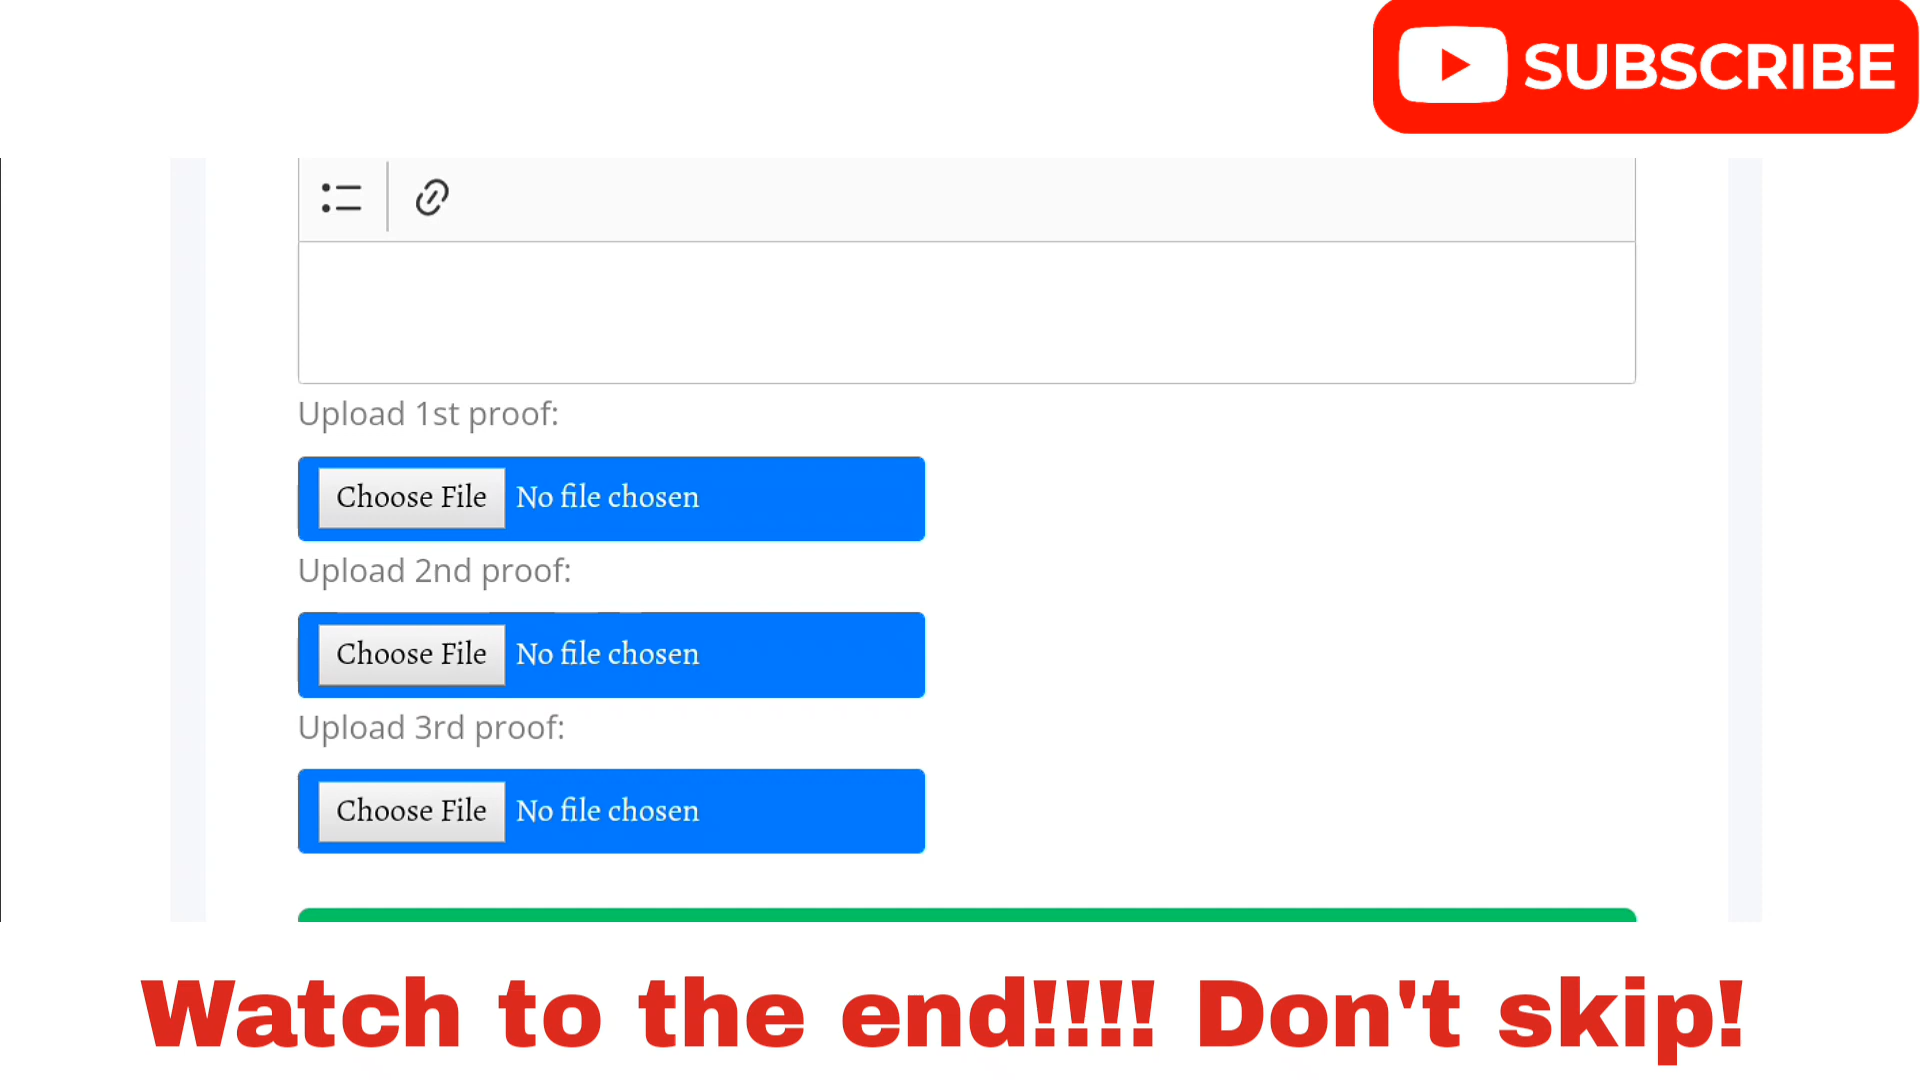 SUBSCRIBE
Upload 1st proof:
Choose File No file chosen
Upload 2nd proof:
Choose File No file chosen
Upload 3rd proof:
Choose File No file chosen
Watch to the end!!!! Don't skip!